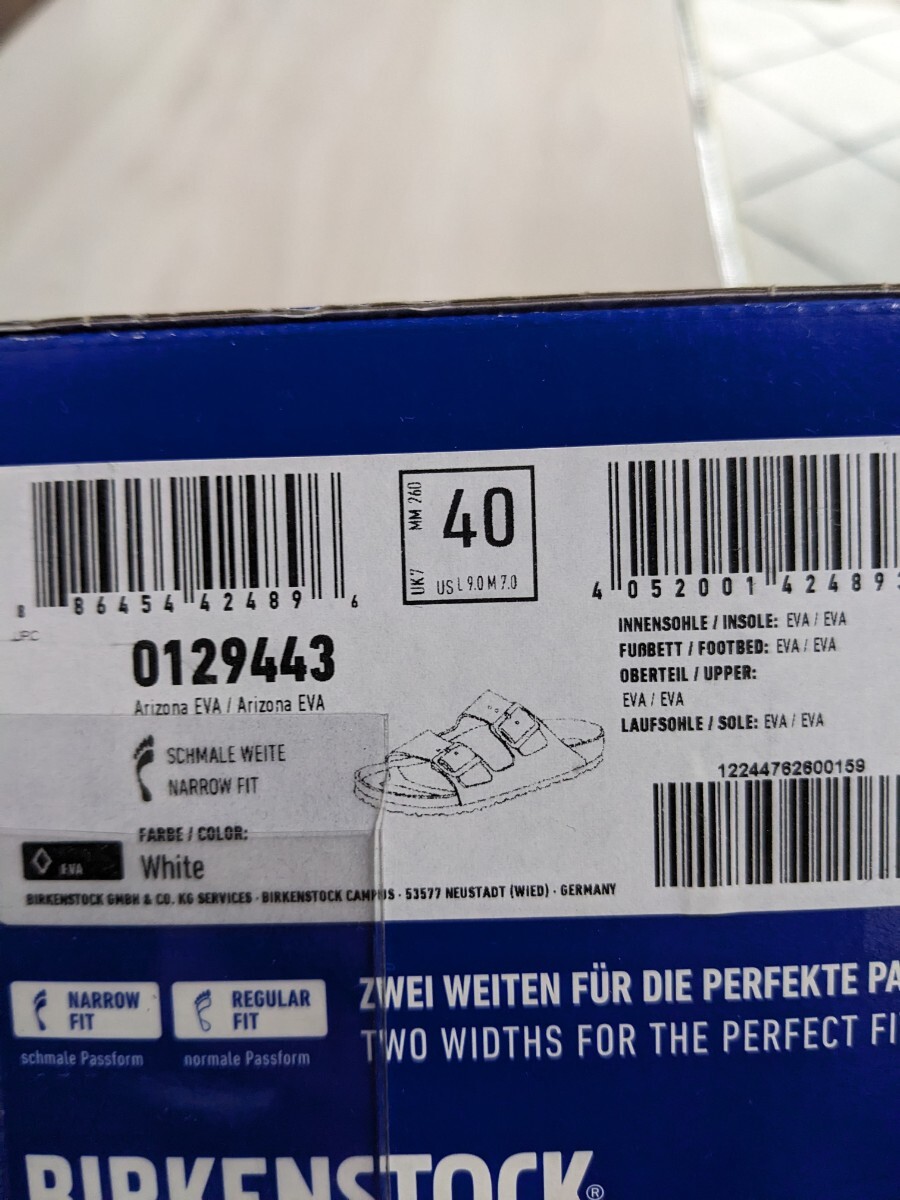 MM 260
40
UK7
US L 9.0 M 7.0
8 86454 42489 6
4 052001 42489
UPC
0129443
Arizona EVA / Arizona EVA
SCHMALE WEITE
NARROW FIT
FARBE / COLOR:
White
EVA
INNENSOHLE / INSOLE: EVA / EVA
FUẞBETT / FOOTBED: EVA / EVA
OBERTEIL / UPPER:
EVA / EVA
LAUFSOHLE / SOLE: EVA / EVA
12244762600159
BIRKENSTOCK GMBH & CO. KG SERVICES · BIRKENSTOCK CAMPUS · 53577 NEUSTADT (WIED) · GERMANY
NARROW
FIT
schmale Passform
REGULAR
FIT
normale Passform
ZWEI WEITEN FÜR DIE PERFEKTE PA
TWO WIDTHS FOR THE PERFECT FI
BIRKENSTOCK®